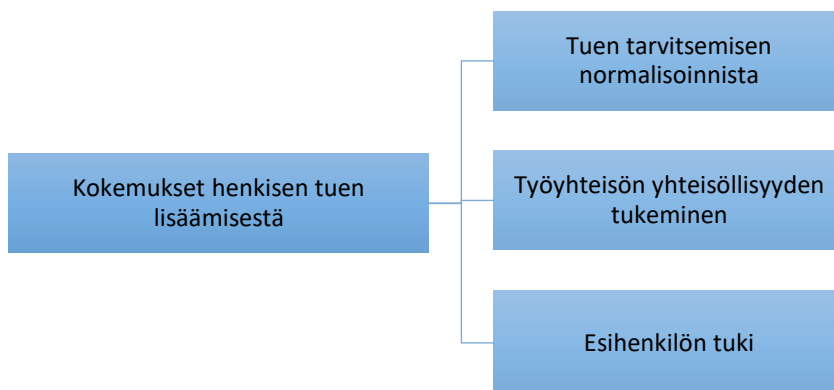 Tuen tarvitsemisen
normalisoinnista
Kokemukset henkisen tuen
lisäämisestä
Työyhteisön yhteisöllisyyden
tukeminen
Esihenkilön tuki